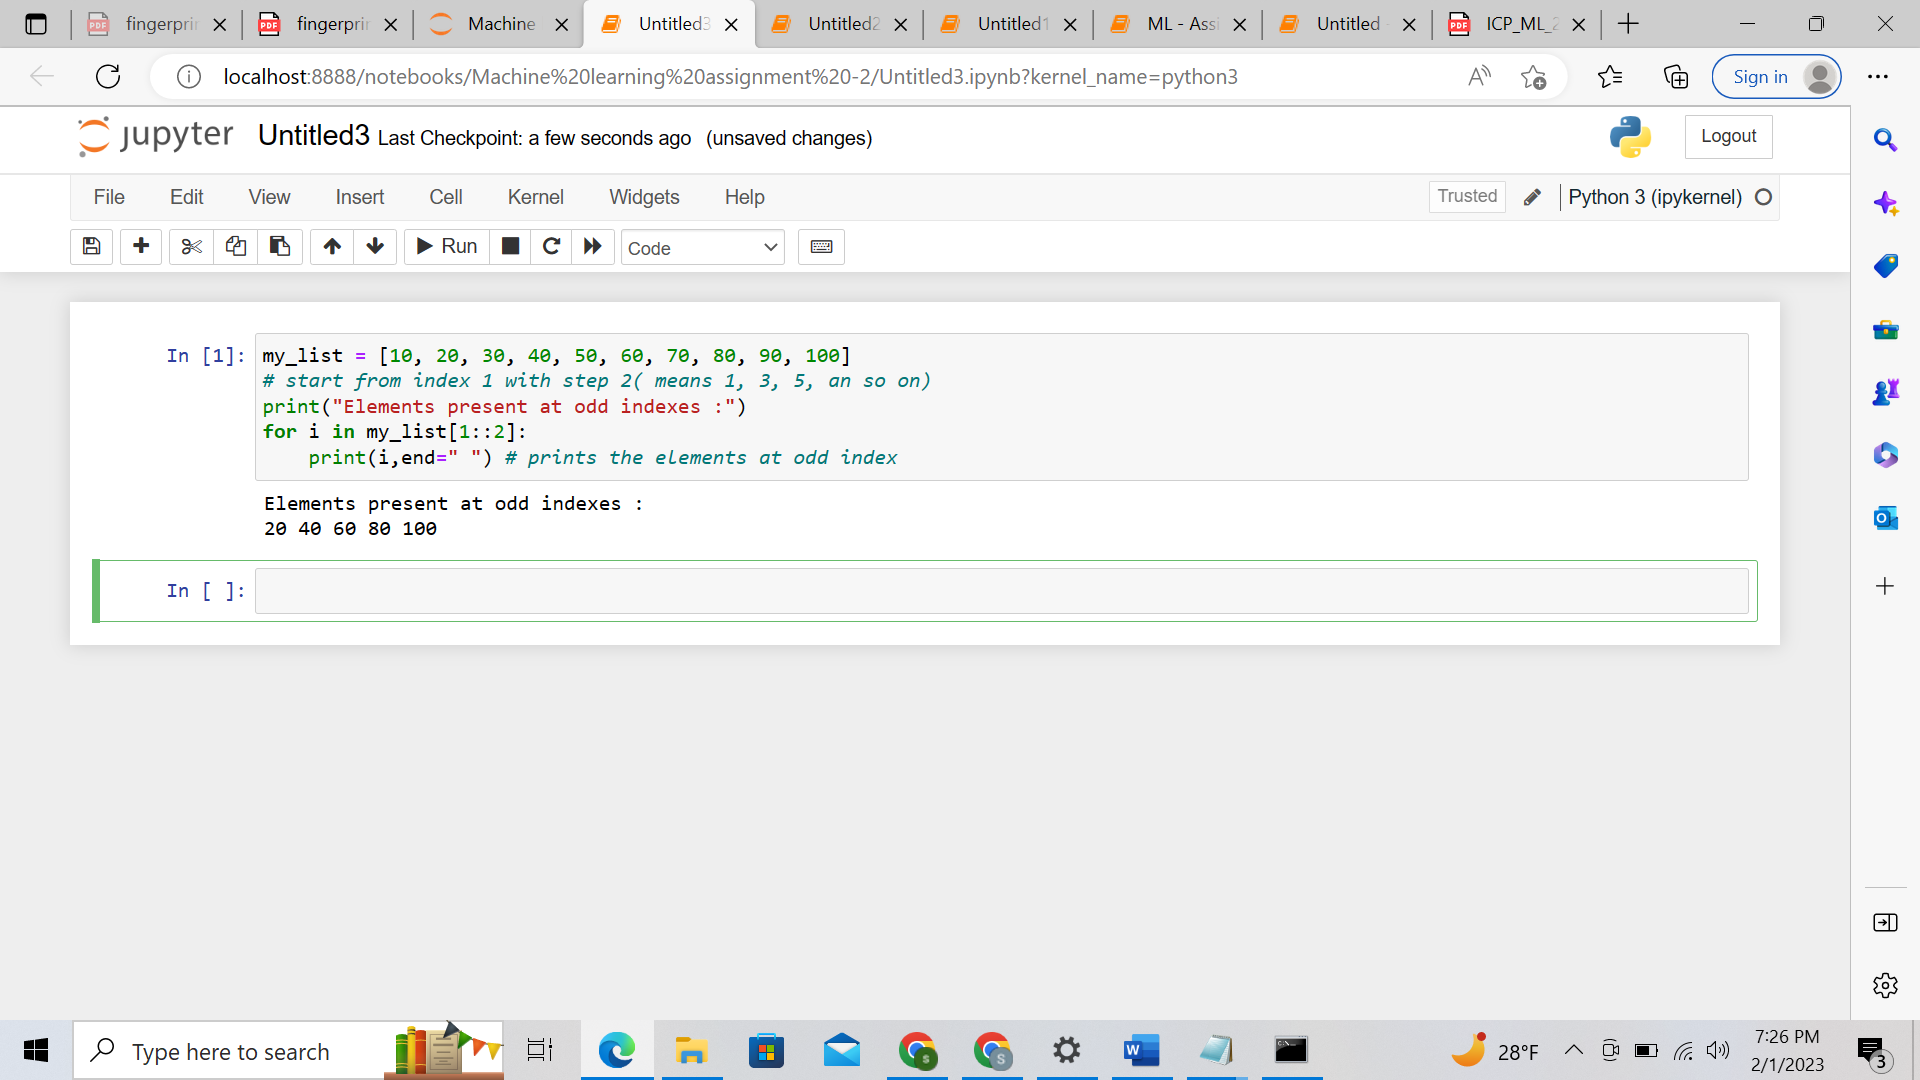 fingerprin
fingerprin
Machine
Untitled3
Untitled2
Untitled1
ML - Assi
Untitled -
ICP_ML_2
localhost:8888/notebooks/Machine%20learning%20assignment%20-2/Untitled3.ipynb?kernel_name=python3
Sign in
jupyter Untitled3 Last Checkpoint: a few seconds ago (unsaved changes)
Logout
File Edit View Insert Cell Kernel Widgets Help
Trusted
Python 3 (ipykernel)
Run
Code
In [1]:
my_list = [10, 20, 30, 40, 50, 60, 70, 80, 90, 100]
# start from index 1 with step 2( means 1, 3, 5, an so on)
print("Elements present at odd indexes :")
for i in my_list[1::2]:
    print(i,end=" ") # prints the elements at odd index
Elements present at odd indexes :
20 40 60 80 100
In [ ]:
Type here to search
28°F
7:26 PM
2/1/2023
3